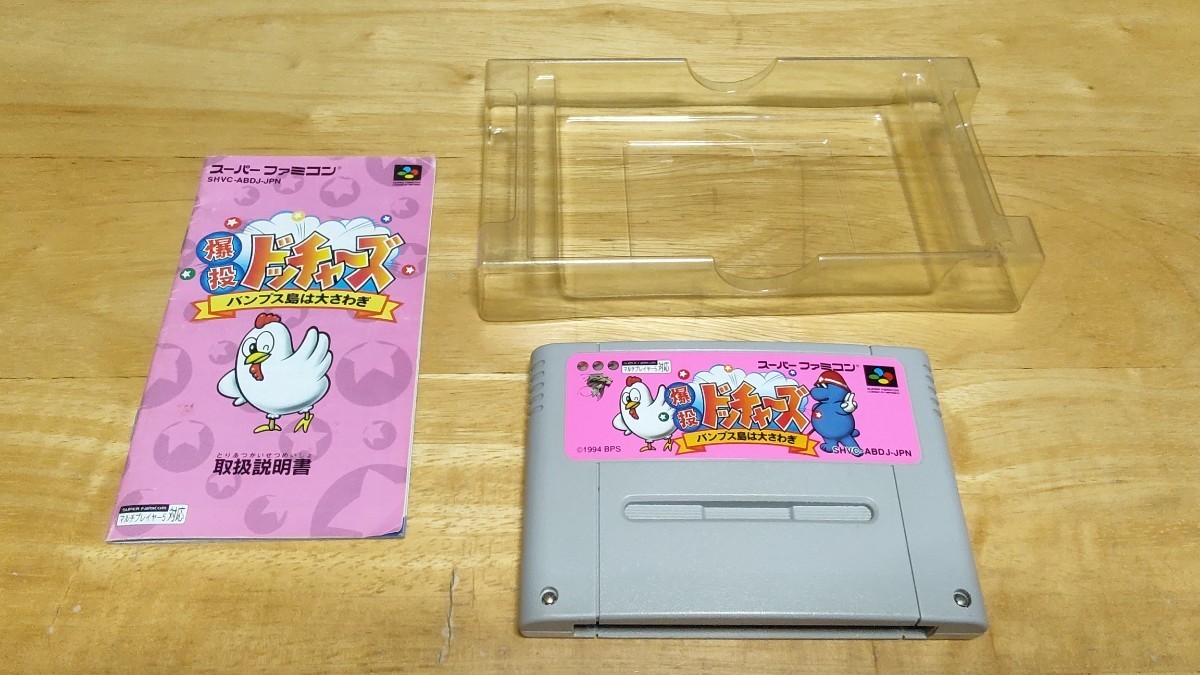 スーパーファミコン®
SHVC-ABDJ-JPN
爆投
ドッチャーズ
バンプス島は大さわぎ
とりあつかいせつめいしょ
取扱説明書
SUPER FAMICOM
マルチプレイヤー5 対応
SUPER FAMICOM
マルチプレイヤー5 対応
スーパーファミコン®
爆投
ドッチャーズ
バンプス島は大さわぎ
©1994 BPS
SHVC-ABDJ-JPN